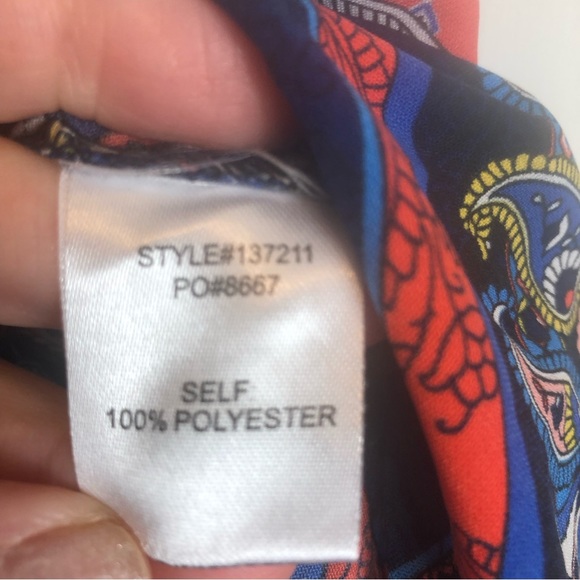 STYLE#137211
PO#8667
SELF
100% POLYESTER